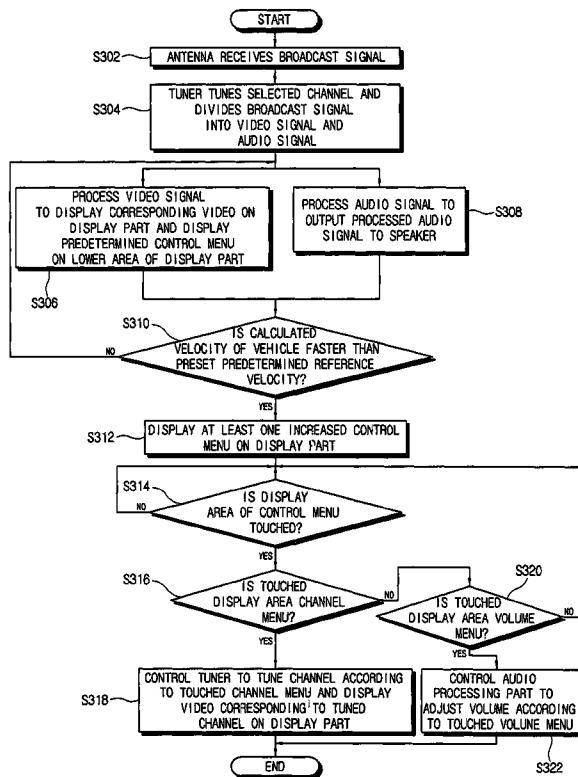 START
S302
ANTENNA RECEIVES BROADCAST SIGNAL
S304
TUNER TUNES SELECTED CHANNEL AND
DIVIDES BROADCAST SIGNAL
INTO VIDEO SIGNAL AND
AUDIO SIGNAL
PROCESS VIDEO SIGNAL
TO DISPLAY CORRESPONDING VIDEO ON
DISPLAY PART AND DISPLAY
PREDETERMINED CONTROL MENU
ON LOWER AREA OF DISPLAY PART
S306
PROCESS AUDIO SIGNAL TO
OUTPUT PROCESSED AUDIO
SIGNAL TO SPEAKER
S308
S310
IS CALCULATED
VELOCITY OF VEHICLE FASTER THAN
PRESET PREDETERMINED REFERENCE
VELOCITY?
NO
YES
S312
DISPLAY AT LEAST ONE INCREASED CONTROL
MENU ON DISPLAY PART
S314
IS DISPLAY
AREA OF CONTROL MENU
TOUCHED?
NO
YES
S316
IS TOUCHED
DISPLAY AREA CHANNEL
MENU?
NO
YES
S320
IS TOUCHED
DISPLAY AREA VOLUME
MENU?
NO
YES
S318
CONTROL TUNER TO TUNE CHANNEL ACCORDING
TO TOUCHED CHANNEL MENU AND DISPLAY
VIDEO CORRESPONDING TO TUNED
CHANNEL ON DISPLAY PART
CONTROL AUDIO
PROCESSING PART TO
ADJUST VOLUME ACCORDING
TO TOUCHED VOLUNE MENU
S322
END